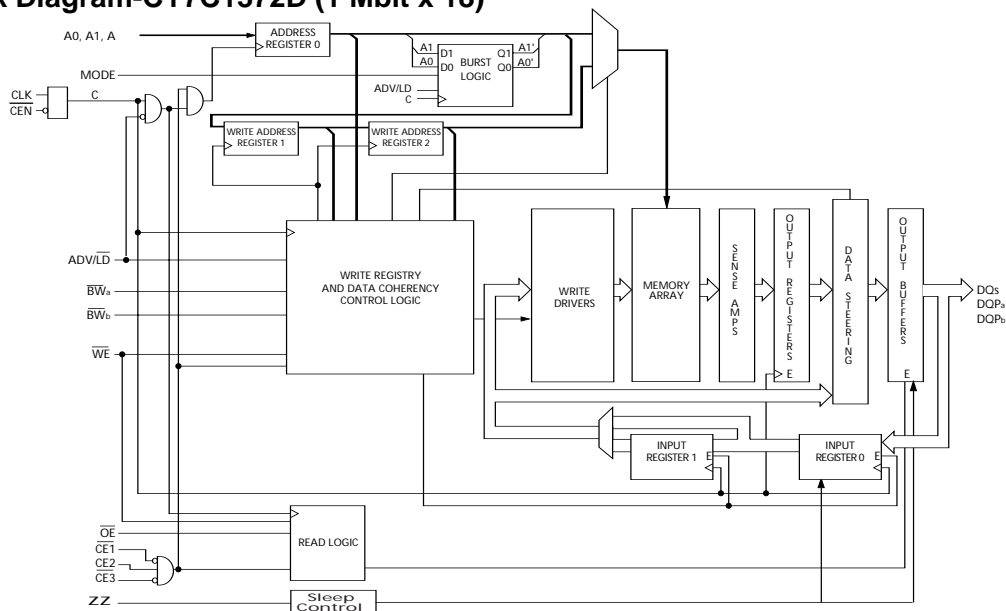 k Diagram-CY7C1372D (1 Mbit x 18)
A0, A1, A
ADDRESS
REGISTER 0
A1
A0
D1
D0
BURST
LOGIC
Q1
Q0
A1'
A0'
MODE
ADV/LD
C
CLK
CEN
C
WRITE ADDRESS
REGISTER 1
WRITE ADDRESS
REGISTER 2
ADV/LD
BWa
BWb
WE
WRITE REGISTRY
AND DATA COHERENCY
CONTROL LOGIC
WRITE
DRIVERS
MEMORY
ARRAY
SENSE AMPS
OUTPUT REGISTERS
E
DATA STEERING
OUTPUT BUFFERS
E
DQs
DQPa
DQPb
INPUT
REGISTER 1
E
INPUT
REGISTER 0
E
OE
CE1
CE2
CE3
READ LOGIC
ZZ
Sleep
Control